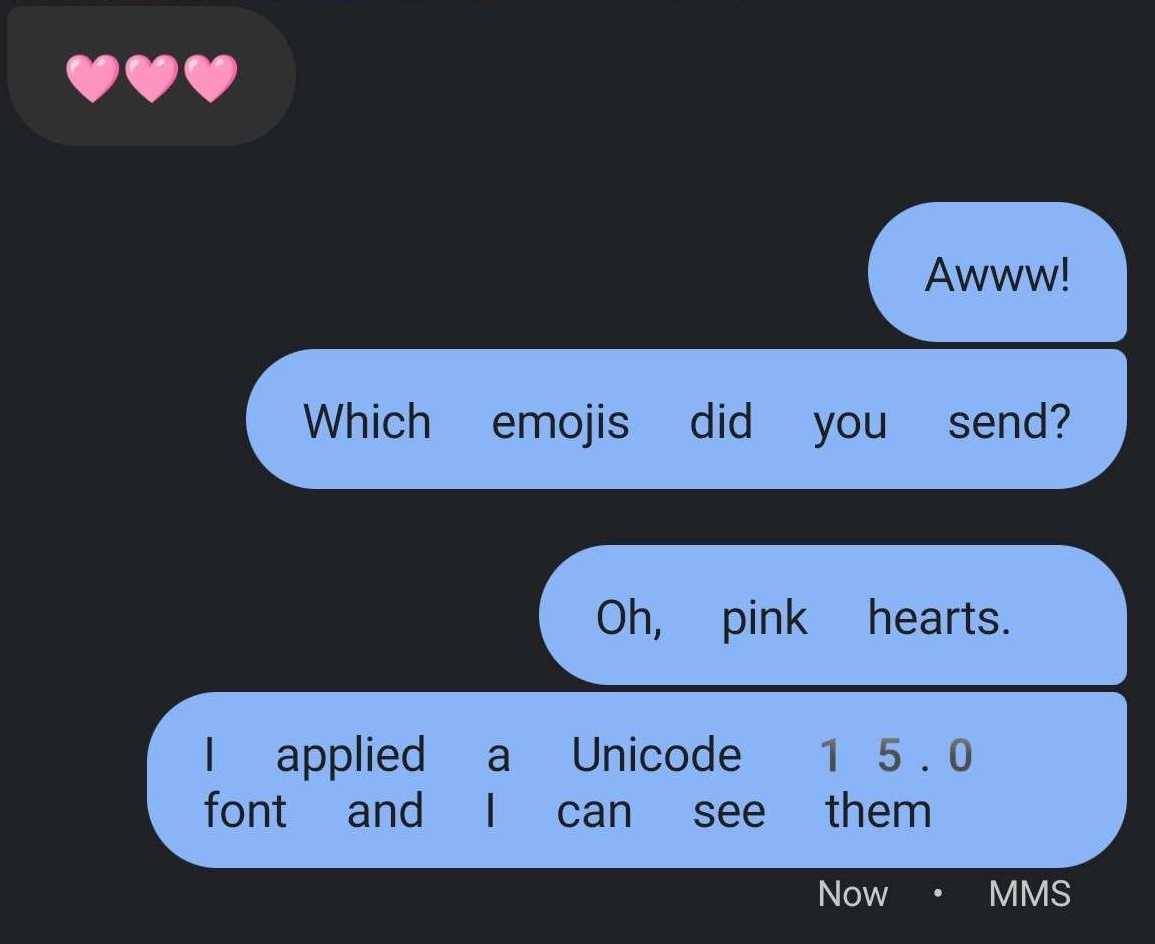 🩷🩷🩷
Awww!
Which emojis did you send?
Oh, pink hearts.
I applied a Unicode 15.0
font and I can see them
Now • MMS